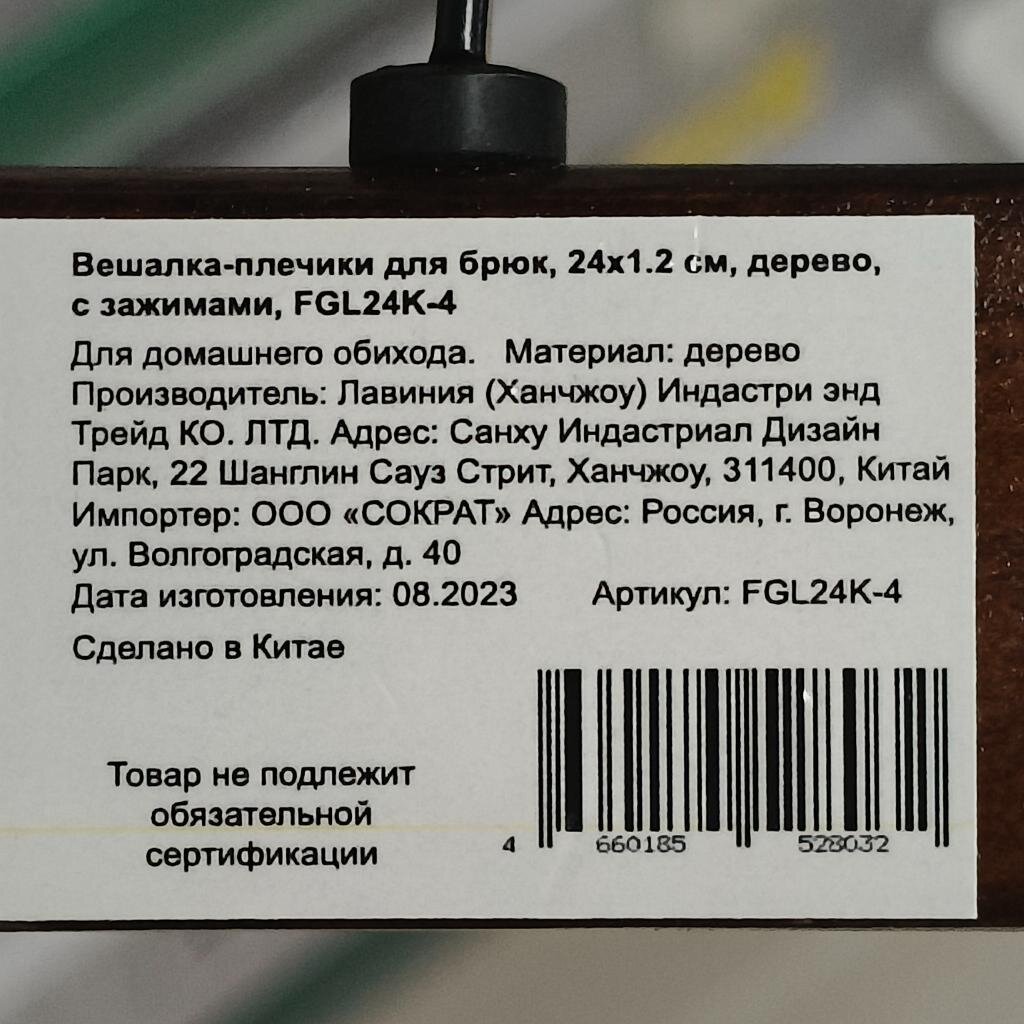 Вешалка-плечики для брюк, 24x1.2 см, дерево,
с зажимами, FGL24K-4
Для домашнего обихода. Материал: дерево
Производитель: Лавиния (Ханчжоу) Индастри энд
Трейд КО. ЛТД. Адрес: Санху Индастриал Дизайн
Парк, 22 Шанглин Сауз Стрит, Ханчжоу, 311400, Китай
Импортер: ООО «СОКРАТ» Адрес: Россия, г. Воронеж,
ул. Волгоградская, д. 40
Дата изготовления: 08.2023 Артикул: FGL24K-4
Сделано в Китае
Товар не подлежит
обязательной
сертификации
4 660185 528032